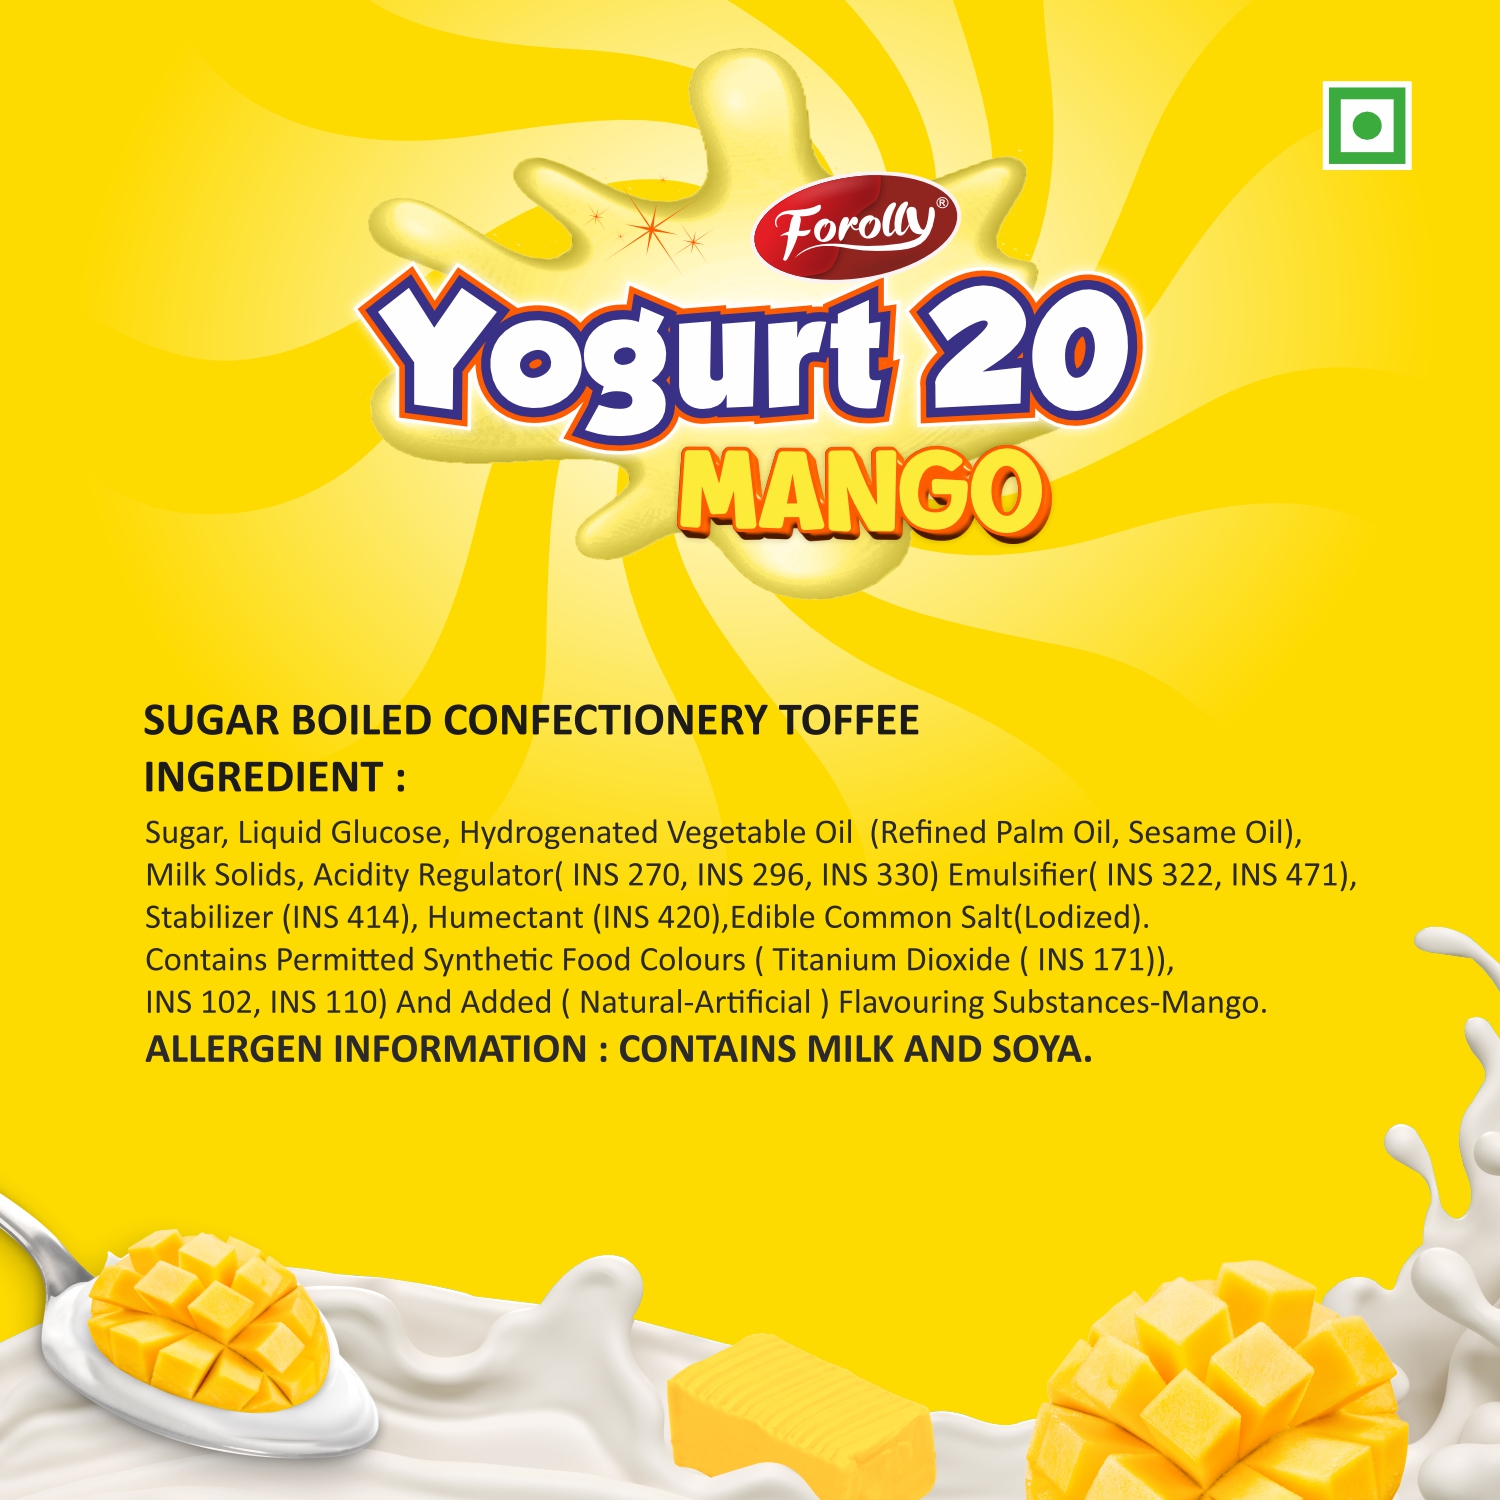 Forolly®
Yogurt 20
MANGO
SUGAR BOILED CONFECTIONERY TOFFEE
INGREDIENT :
Sugar, Liquid Glucose, Hydrogenated Vegetable Oil (Refined Palm Oil, Sesame Oil),
Milk Solids, Acidity Regulator( INS 270, INS 296, INS 330) Emulsifier( INS 322, INS 471),
Stabilizer (INS 414), Humectant (INS 420),Edible Common Salt(Lodized).
Contains Permitted Synthetic Food Colours ( Titanium Dioxide ( INS 171)),
INS 102, INS 110) And Added ( Natural-Artificial ) Flavouring Substances-Mango.
ALLERGEN INFORMATION : CONTAINS MILK AND SOYA.